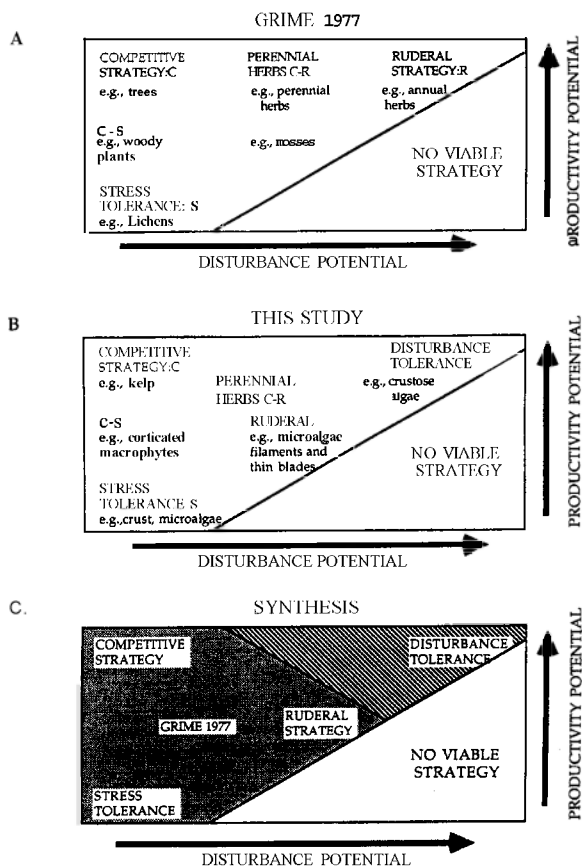 GRIME 1977
A
COMPETITIVE
STRATEGY:C
e.g., trees
PERENNIAL
HERBS C-R
e.g., perennial
herbs
RUDERAL
STRATEGY:R
e.g., annual
herbs
C - S
e.g., woody
plants
e.g., mosses
NO VIABLE
STRATEGY
STRESS
TOLERANCE: S
e.g., Lichens
DISTURBANCE POTENTIAL
PRODUCTIVITY POTENTIAL
THIS STUDY
B
COMPETITIVE
STRATEGY:C
e.g., kelp
PERENNIAL
HERBS C-R
DISTURBANCE
TOLERANCE
e.g., crustose
algae
C-S
e.g., corticated
macrophytes
RUDERAL
e.g., microalgae
filaments and
thin blades
NO VIABLE
STRATEGY
STRESS
TOLERANCE S
e.g.,crust, microalgae
DISTURBANCE POTENTIAL
PRODUCTIVITY POTENTIAL
C.
SYNTHESIS
COMPETITIVE
STRATEGY
DISTURBANCE
TOLERANCE
GRIME 1977
RUDERAL
STRATEGY
NO VIABLE
STRATEGY
STRESS
TOLERANCE
DISTURBANCE POTENTIAL
PRODUCTIVITY POTENTIAL